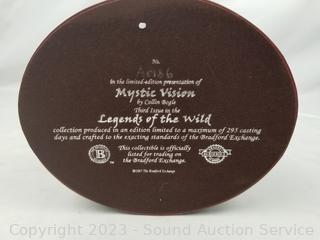 No.
A0186
in the limited-edition presentation of
Mystic Vision
by Collin Bogle
Third Issue in the
Legends of the Wild
collection produced in an edition limited to a maximum of 295 casting
days and crafted to the exacting standards of the Bradford Exchange.
This collectible is officially
listed for trading on
the Bradford Exchange.
B
©1997 The Bradford Exchange
Copyright 2023 - Sound Auction Service